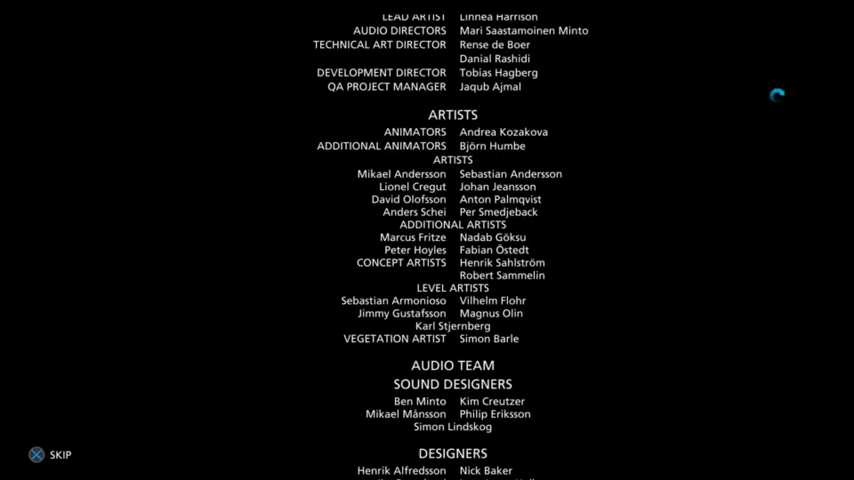 LEAD ARTIST Linnea Harrison
AUDIO DIRECTORS Mari Saastamoinen Minto
TECHNICAL ART DIRECTOR Rense de Boer
Danial Rashidi
DEVELOPMENT DIRECTOR Tobias Hagberg
QA PROJECT MANAGER Jaqub Ajmal
ARTISTS
ANIMATORS Andrea Kozakova
ADDITIONAL ANIMATORS Björn Humbe
ARTISTS
Mikael Andersson Sebastian Andersson
Lionel Cregut Johan Jeansson
David Olofsson Anton Palmqvist
Anders Schei Per Smedjeback
ADDITIONAL ARTISTS
Marcus Fritze Nadab Göksu
Peter Hoyles Fabian Östedt
CONCEPT ARTISTS Henrik Sahlström
Robert Sammelin
LEVEL ARTISTS
Sebastian Armonioso Vilhelm Flohr
Jimmy Gustafsson Magnus Olin
Karl Stjernberg
VEGETATION ARTIST Simon Barle
AUDIO TEAM
SOUND DESIGNERS
Ben Minto Kim Creutzer
Mikael Månsson Philip Eriksson
Simon Lindskog
DESIGNERS
Henrik Alfredsson Nick Baker
SKIP